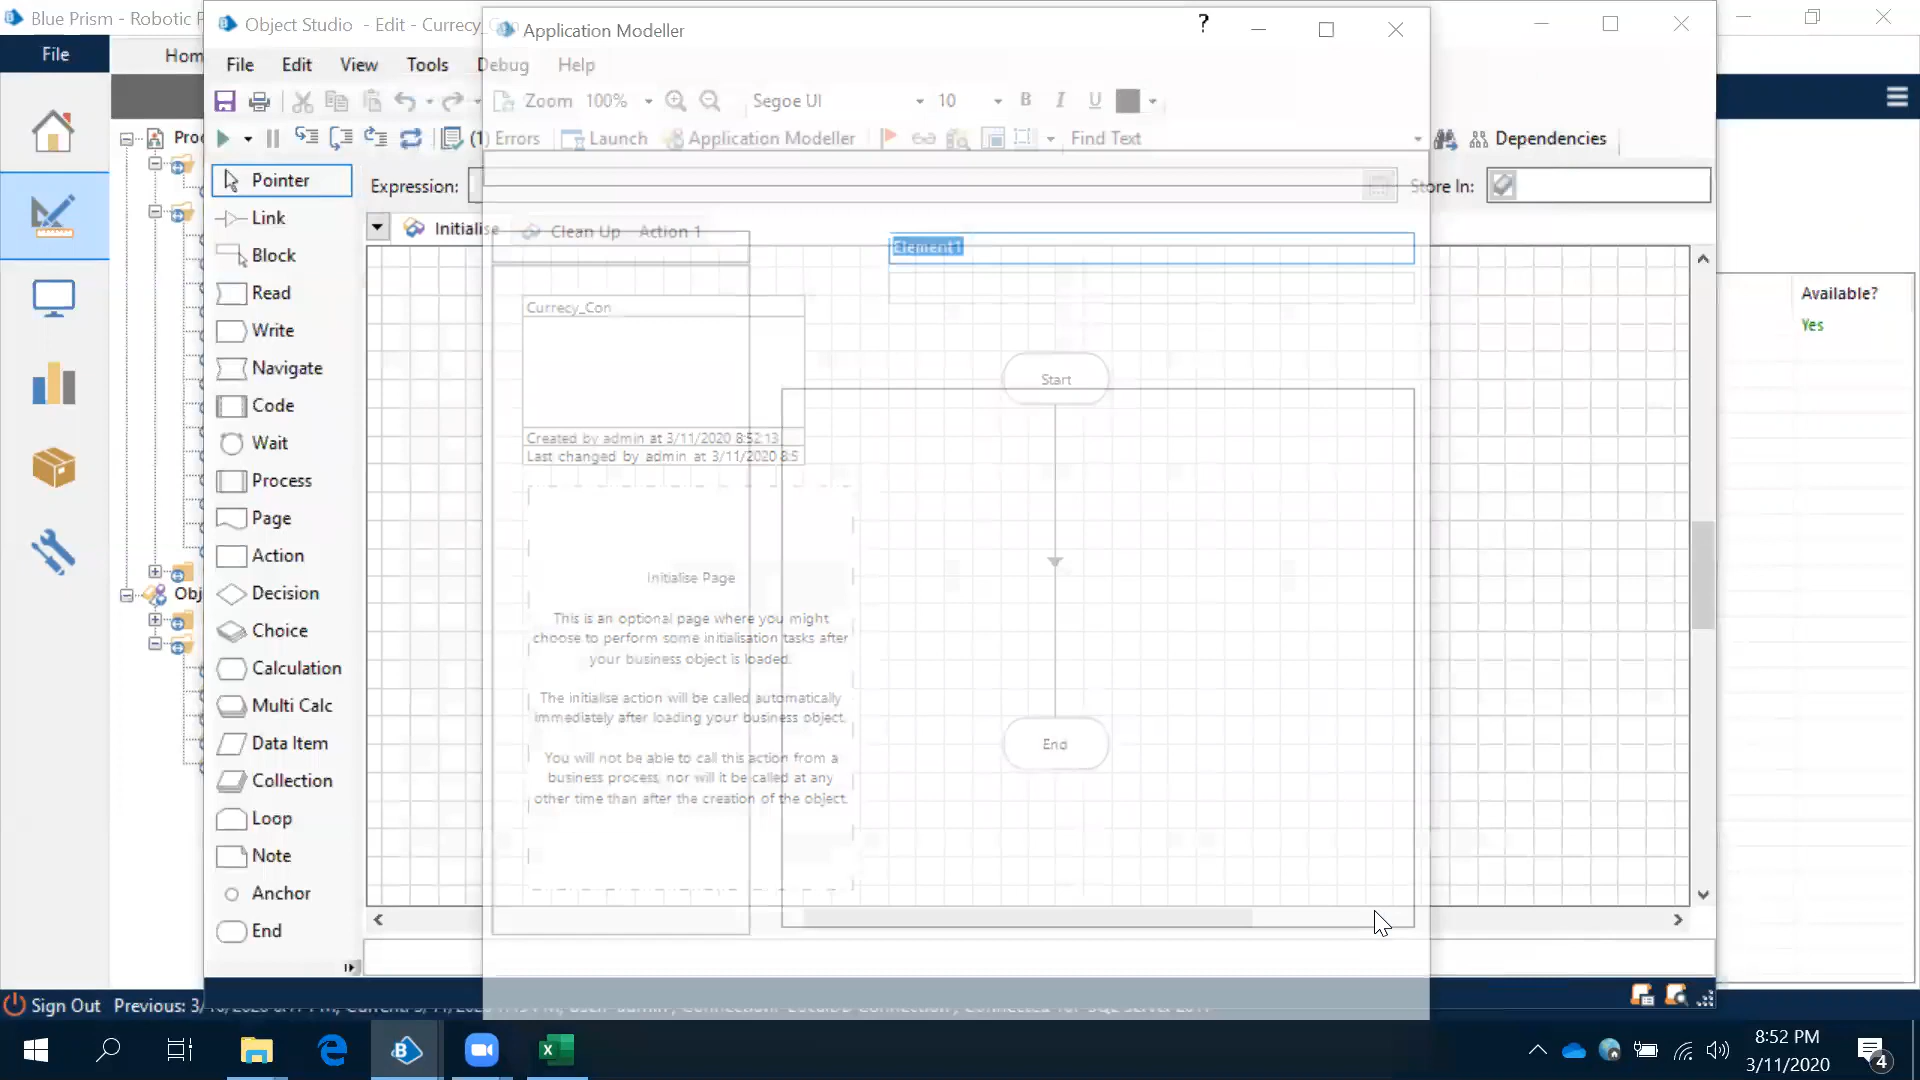 Blue Prism - Robotic P
Object Studio - Edit - Currecy_Con
Application Modeller
?
File
Home
File Edit View Tools Debug Help
Zoom 100%
Segoe UI
10
B I U
(1) Errors
Launch
Application Modeller
Find Text
Dependencies
Expression:
Store In:
Initialise
Clean Up
Action 1
Proc
Obj
Pointer
Link
Block
Read
Write
Navigate
Code
Wait
Process
Page
Action
Decision
Choice
Calculation
Multi Calc
Data Item
Collection
Loop
Note
Anchor
End
Element1
Currecy_Con
Created by admin at 3/11/2020 8:52:13
Last changed by admin at 3/11/2020 8:5
Start
End
Initialise Page
This is an optional page where you might
choose to perform some initialisation tasks after
your business object is loaded.
The initialise action will be called automatically
immediately after loading your business object.
You will not be able to call this action from a
business process, nor will it be called at any
other time than after the creation of the object.
Available?
Yes
Sign Out
Previous: 3/
8:52 PM
3/11/2020
4